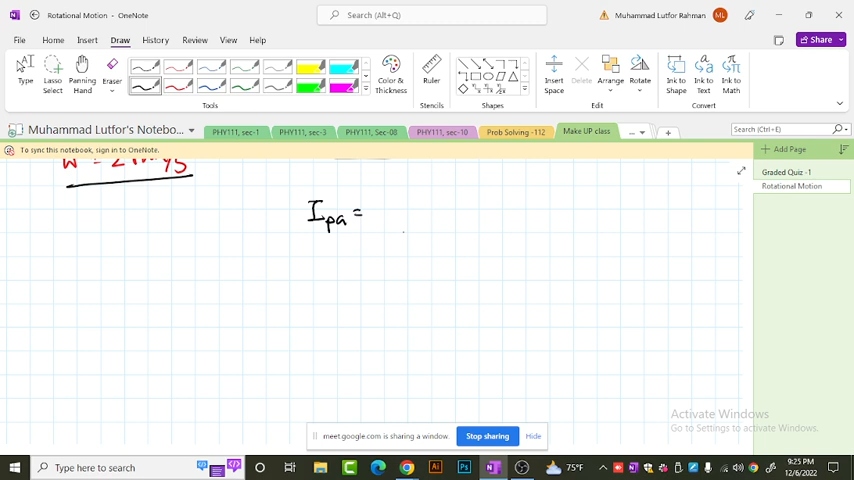 Rotational Motion - OneNote
Search (Alt+Q)
Muhammad Lutfor Rahman
ML
File Home Insert Draw History Review View Help
Share
Type
Lasso Select
Panning Hand
Eraser
Color & Thickness
Ruler
Insert Space
Delete
Arrange
Rotate
Ink to Shape
Ink to Text
Ink to Math
Tools
Stencils
Shapes
Edit
Convert
Muhammad Lutfor's Notebo...
PHY111, sec-1
PHY111, sec-3
PHY111, Sec-08
PHY111, sec-10
Prob Solving -112
Make UP class
...
+
Search (Ctrl+E)
To sync this notebook, sign in to OneNote.
+ Add Page
Graded Quiz -1
Rotational Motion
I pa =
Activate Windows
Go to Settings to activate Windows.
meet.google.com is sharing a window.
Stop sharing
Hide
Type here to search
75°F
9:25 PM
12/6/2022